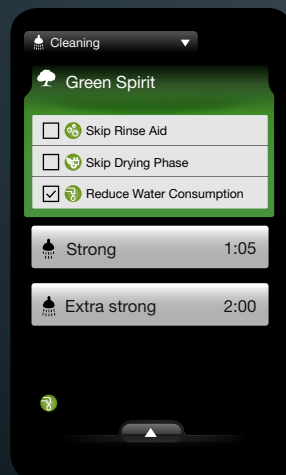 Cleaning
Green Spirit
Skip Rinse Aid
Skip Drying Phase
Reduce Water Consumption
Strong 1:05
Extra strong 2:00